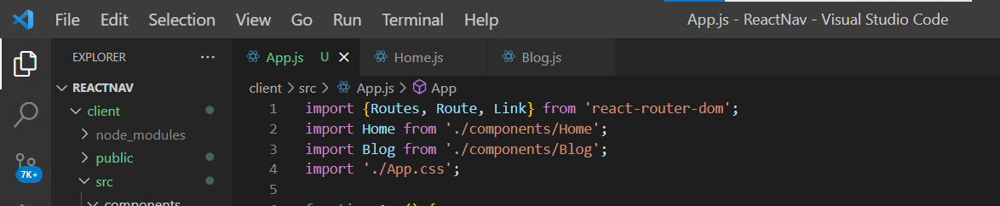 File Edit Selection View Go Run Terminal Help App.js - ReactNav - Visual Studio Code
EXPLORER ···
App.js U
Home.js
Blog.js
REACTNAV
client
node_modules
public
src
components
7K+
client > src > App.js > App
1 import {Routes, Route, Link} from 'react-router-dom';
2 import Home from './components/Home';
3 import Blog from './components/Blog';
4 import './App.css';
5